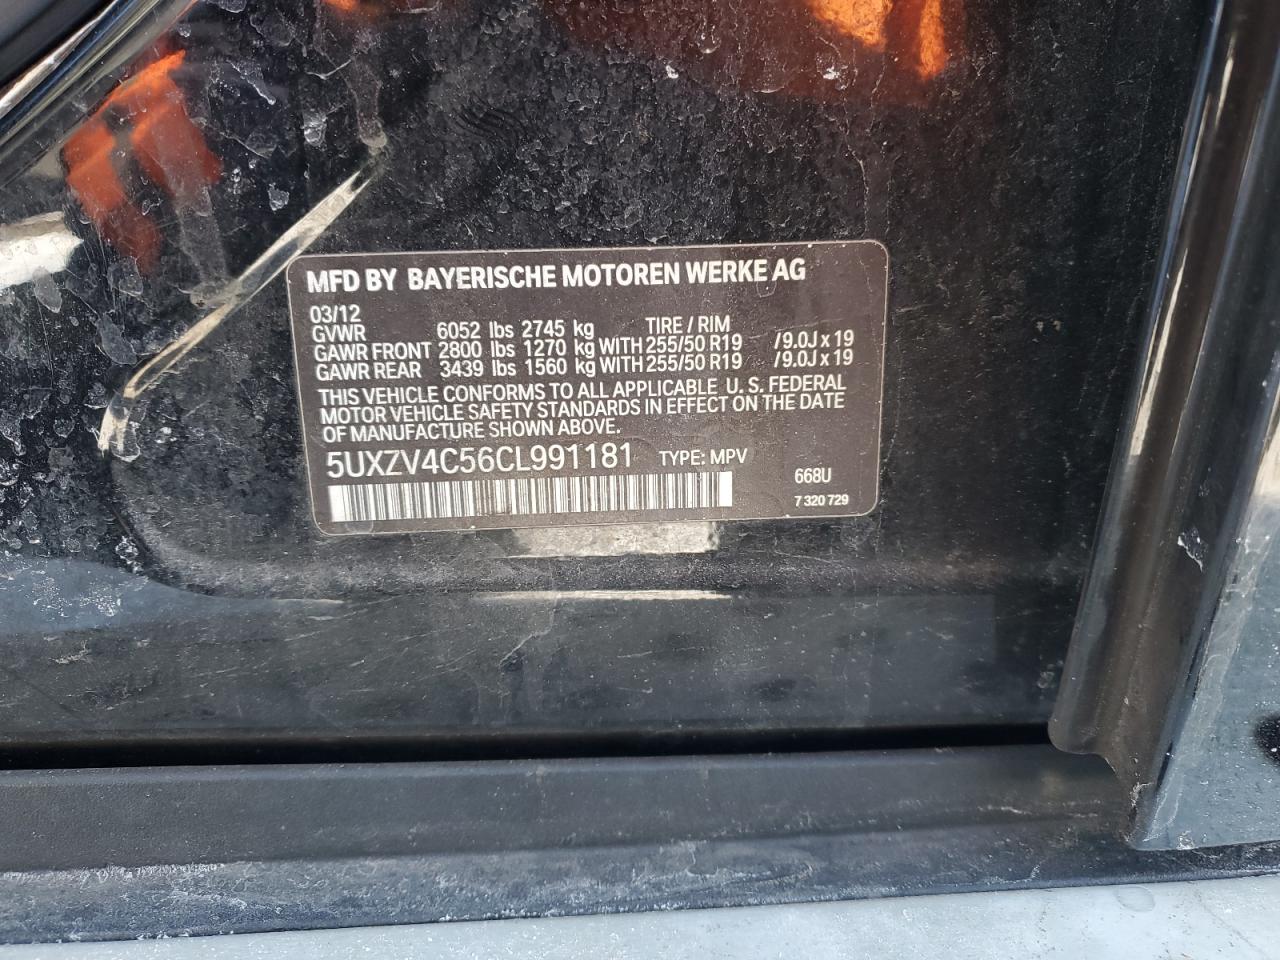 MFD BY BAYERISCHE MOTOREN WERKE AG
03/12
GVWR 6052 lbs 2745 kg TIRE / RIM
GAWR FRONT 2800 lbs 1270 kg WITH 255/50 R19 /9.0J x 19
GAWR REAR 3439 lbs 1560 kg WITH 255/50 R19 /9.0J x 19
THIS VEHICLE CONFORMS TO ALL APPLICABLE U. S. FEDERAL
MOTOR VEHICLE SAFETY STANDARDS IN EFFECT ON THE DATE
OF MANUFACTURE SHOWN ABOVE.
5UXZV4C56CL991181 TYPE: MPV
668U
7 320 729